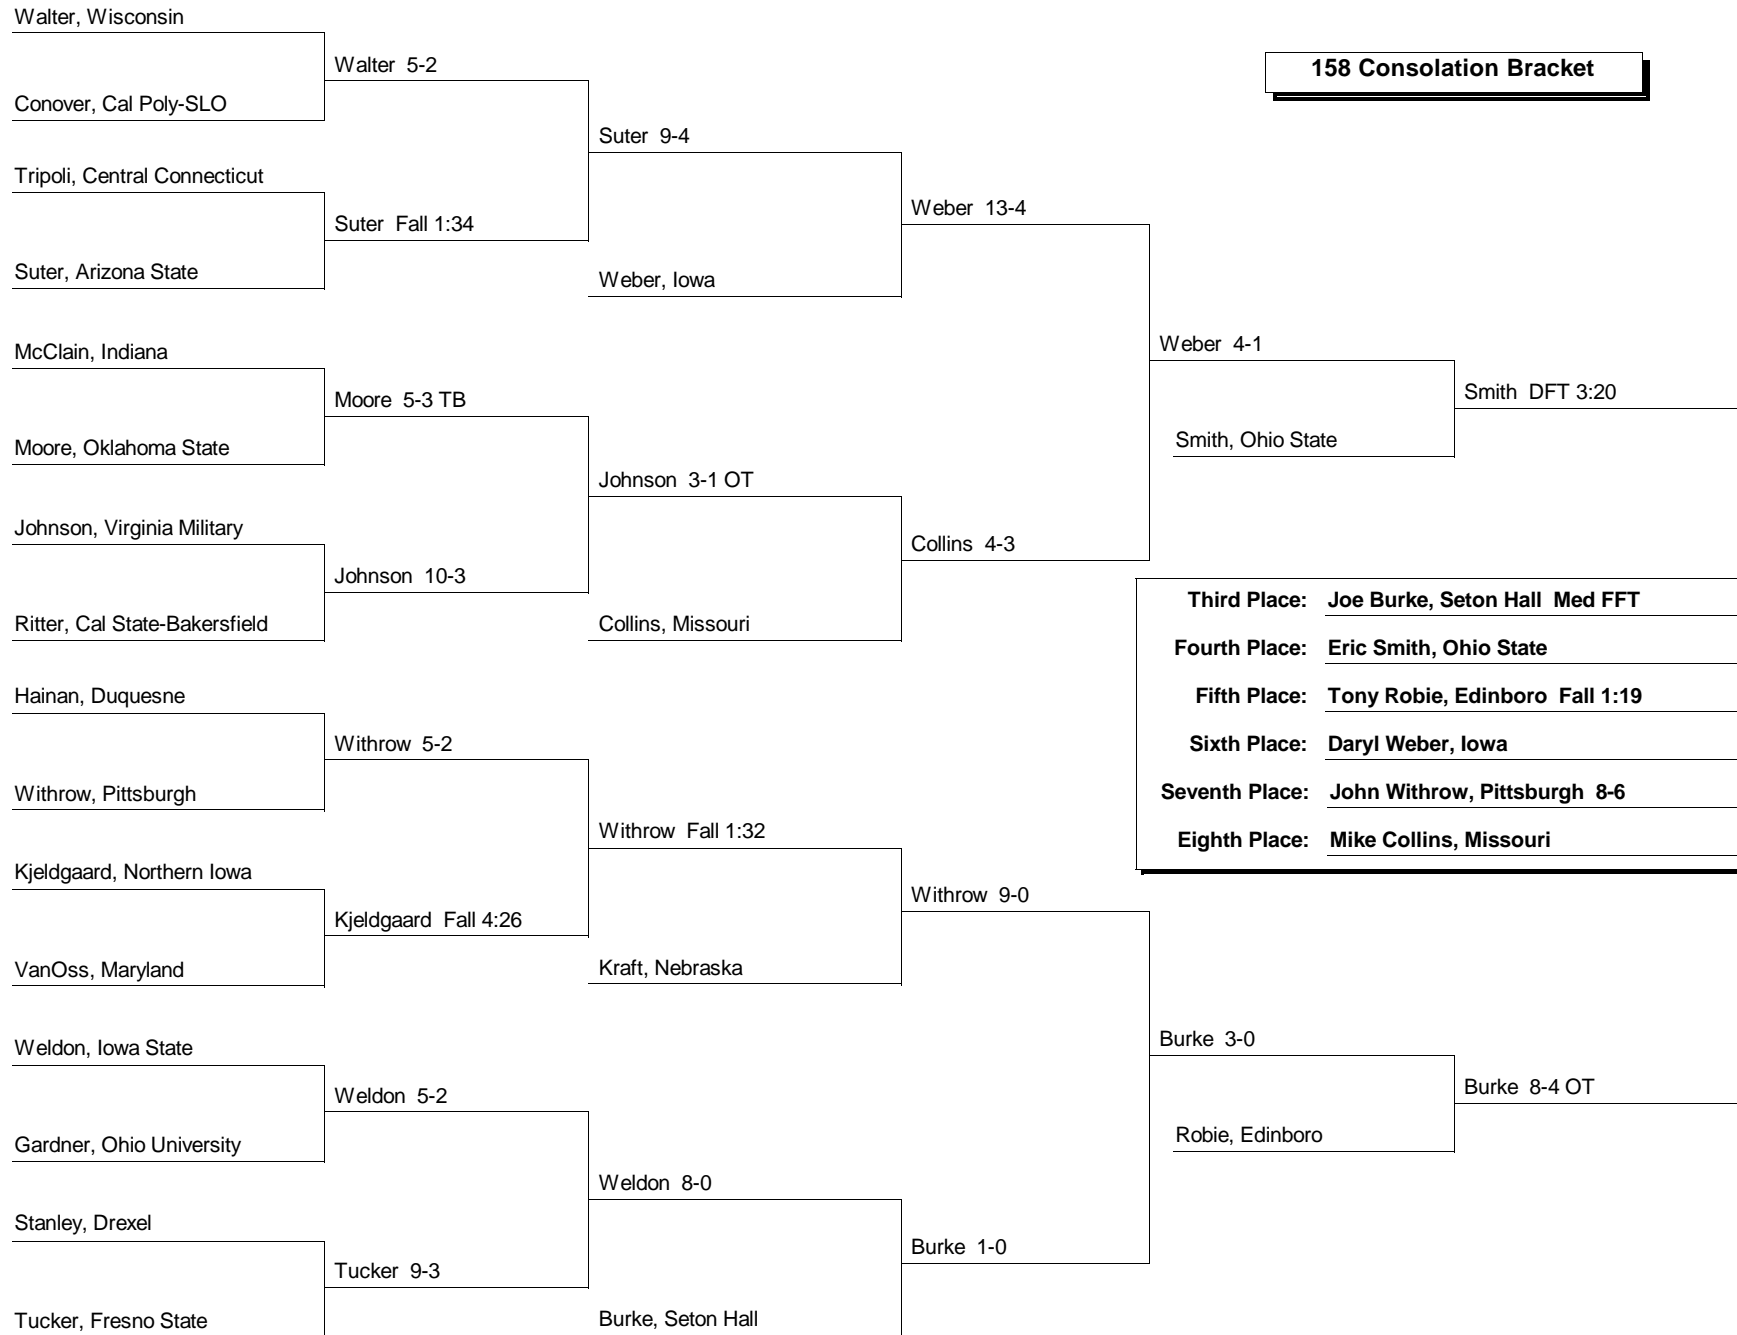 Walter, Wisconsin
Walter 5-2
158 Consolation Bracket
Conover, Cal Poly-SLO
Suter 9-4
Tripoli, Central Connecticut
Weber 13-4
Suter Fall 1:34
Suter, Arizona State
Weber, Iowa
McClain, Indiana
Weber 4-1
Moore 5-3 TB
Smith DFT 3:20
Moore, Oklahoma State
Smith, Ohio State
Johnson 3-1 OT
Johnson, Virginia Military
Collins 4-3
Johnson 10-3
Ritter, Cal State-Bakersfield
Collins, Missouri
Third Place: Joe Burke, Seton Hall Med FFT
Fourth Place: Eric Smith, Ohio State
Fifth Place: Tony Robie, Edinboro Fall 1:19
Sixth Place: Daryl Weber, Iowa
Seventh Place: John Withrow, Pittsburgh 8-6
Eighth Place: Mike Collins, Missouri
Hainan, Duquesne
Withrow 5-2
Withrow, Pittsburgh
Withrow Fall 1:32
Kjeldgaard, Northern Iowa
Withrow 9-0
Kjeldgaard Fall 4:26
VanOss, Maryland
Kraft, Nebraska
Weldon, Iowa State
Burke 3-0
Weldon 5-2
Burke 8-4 OT
Gardner, Ohio University
Robie, Edinboro
Weldon 8-0
Stanley, Drexel
Burke 1-0
Tucker 9-3
Tucker, Fresno State
Burke, Seton Hall